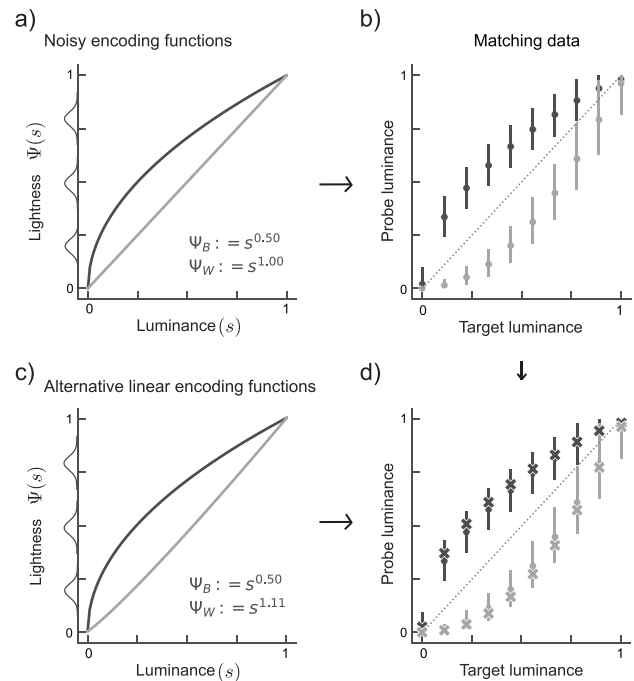 a)
Noisy encoding functions
Lightness Ψ(s)
1
0
Ψ_B := s^0.50
Ψ_W := s^1.00
0
1
Luminance (s)
b)
Matching data
Probe luminance
1
0
0
1
Target luminance
c)
Alternative linear encoding functions
Lightness Ψ(s)
1
0
Ψ_B := s^0.50
Ψ_W := s^1.11
0
1
Luminance (s)
d)
Probe luminance
1
0
0
1
Target luminance